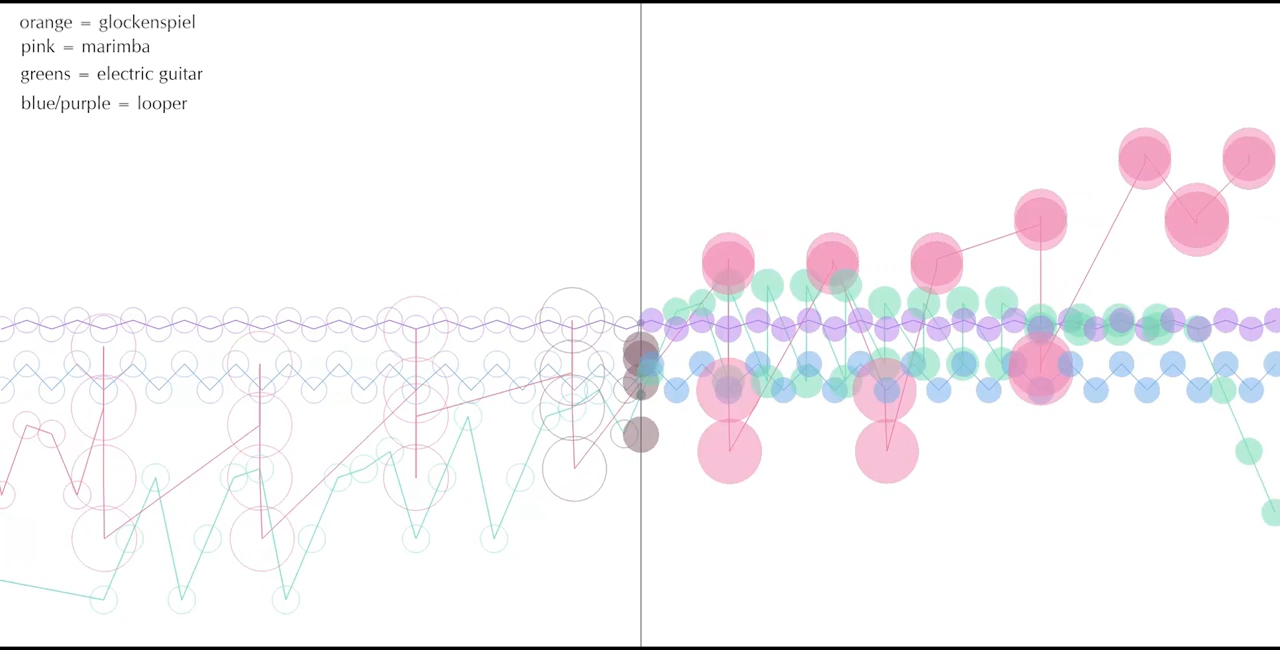 orange = glockenspiel
pink = marimba
greens = electric guitar
blue/purple = looper